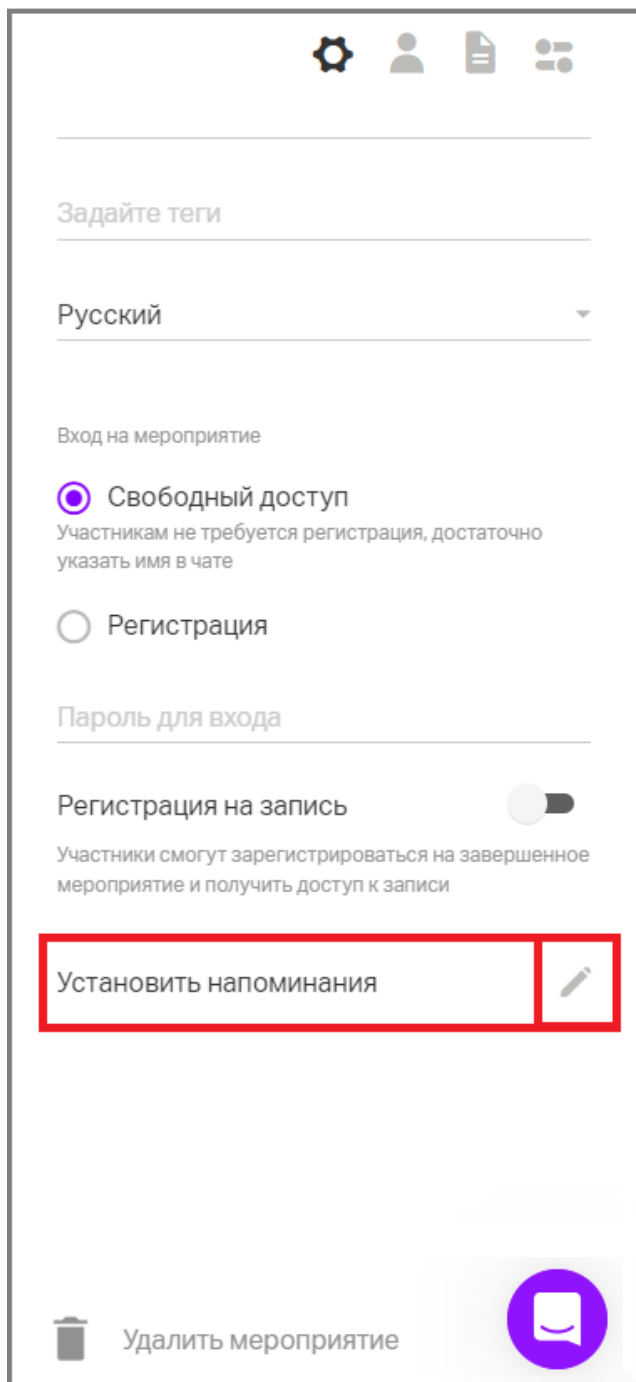 Задайте теги
Русский
Вход на мероприятие
Свободный доступ
Участникам не требуется регистрация, достаточно
указать имя в чате
Регистрация
Пароль для входа
Регистрация на запись
Участники смогут зарегистрироваться на завершенное
мероприятие и получить доступ к записи
Установить напоминания
Удалить мероприятие